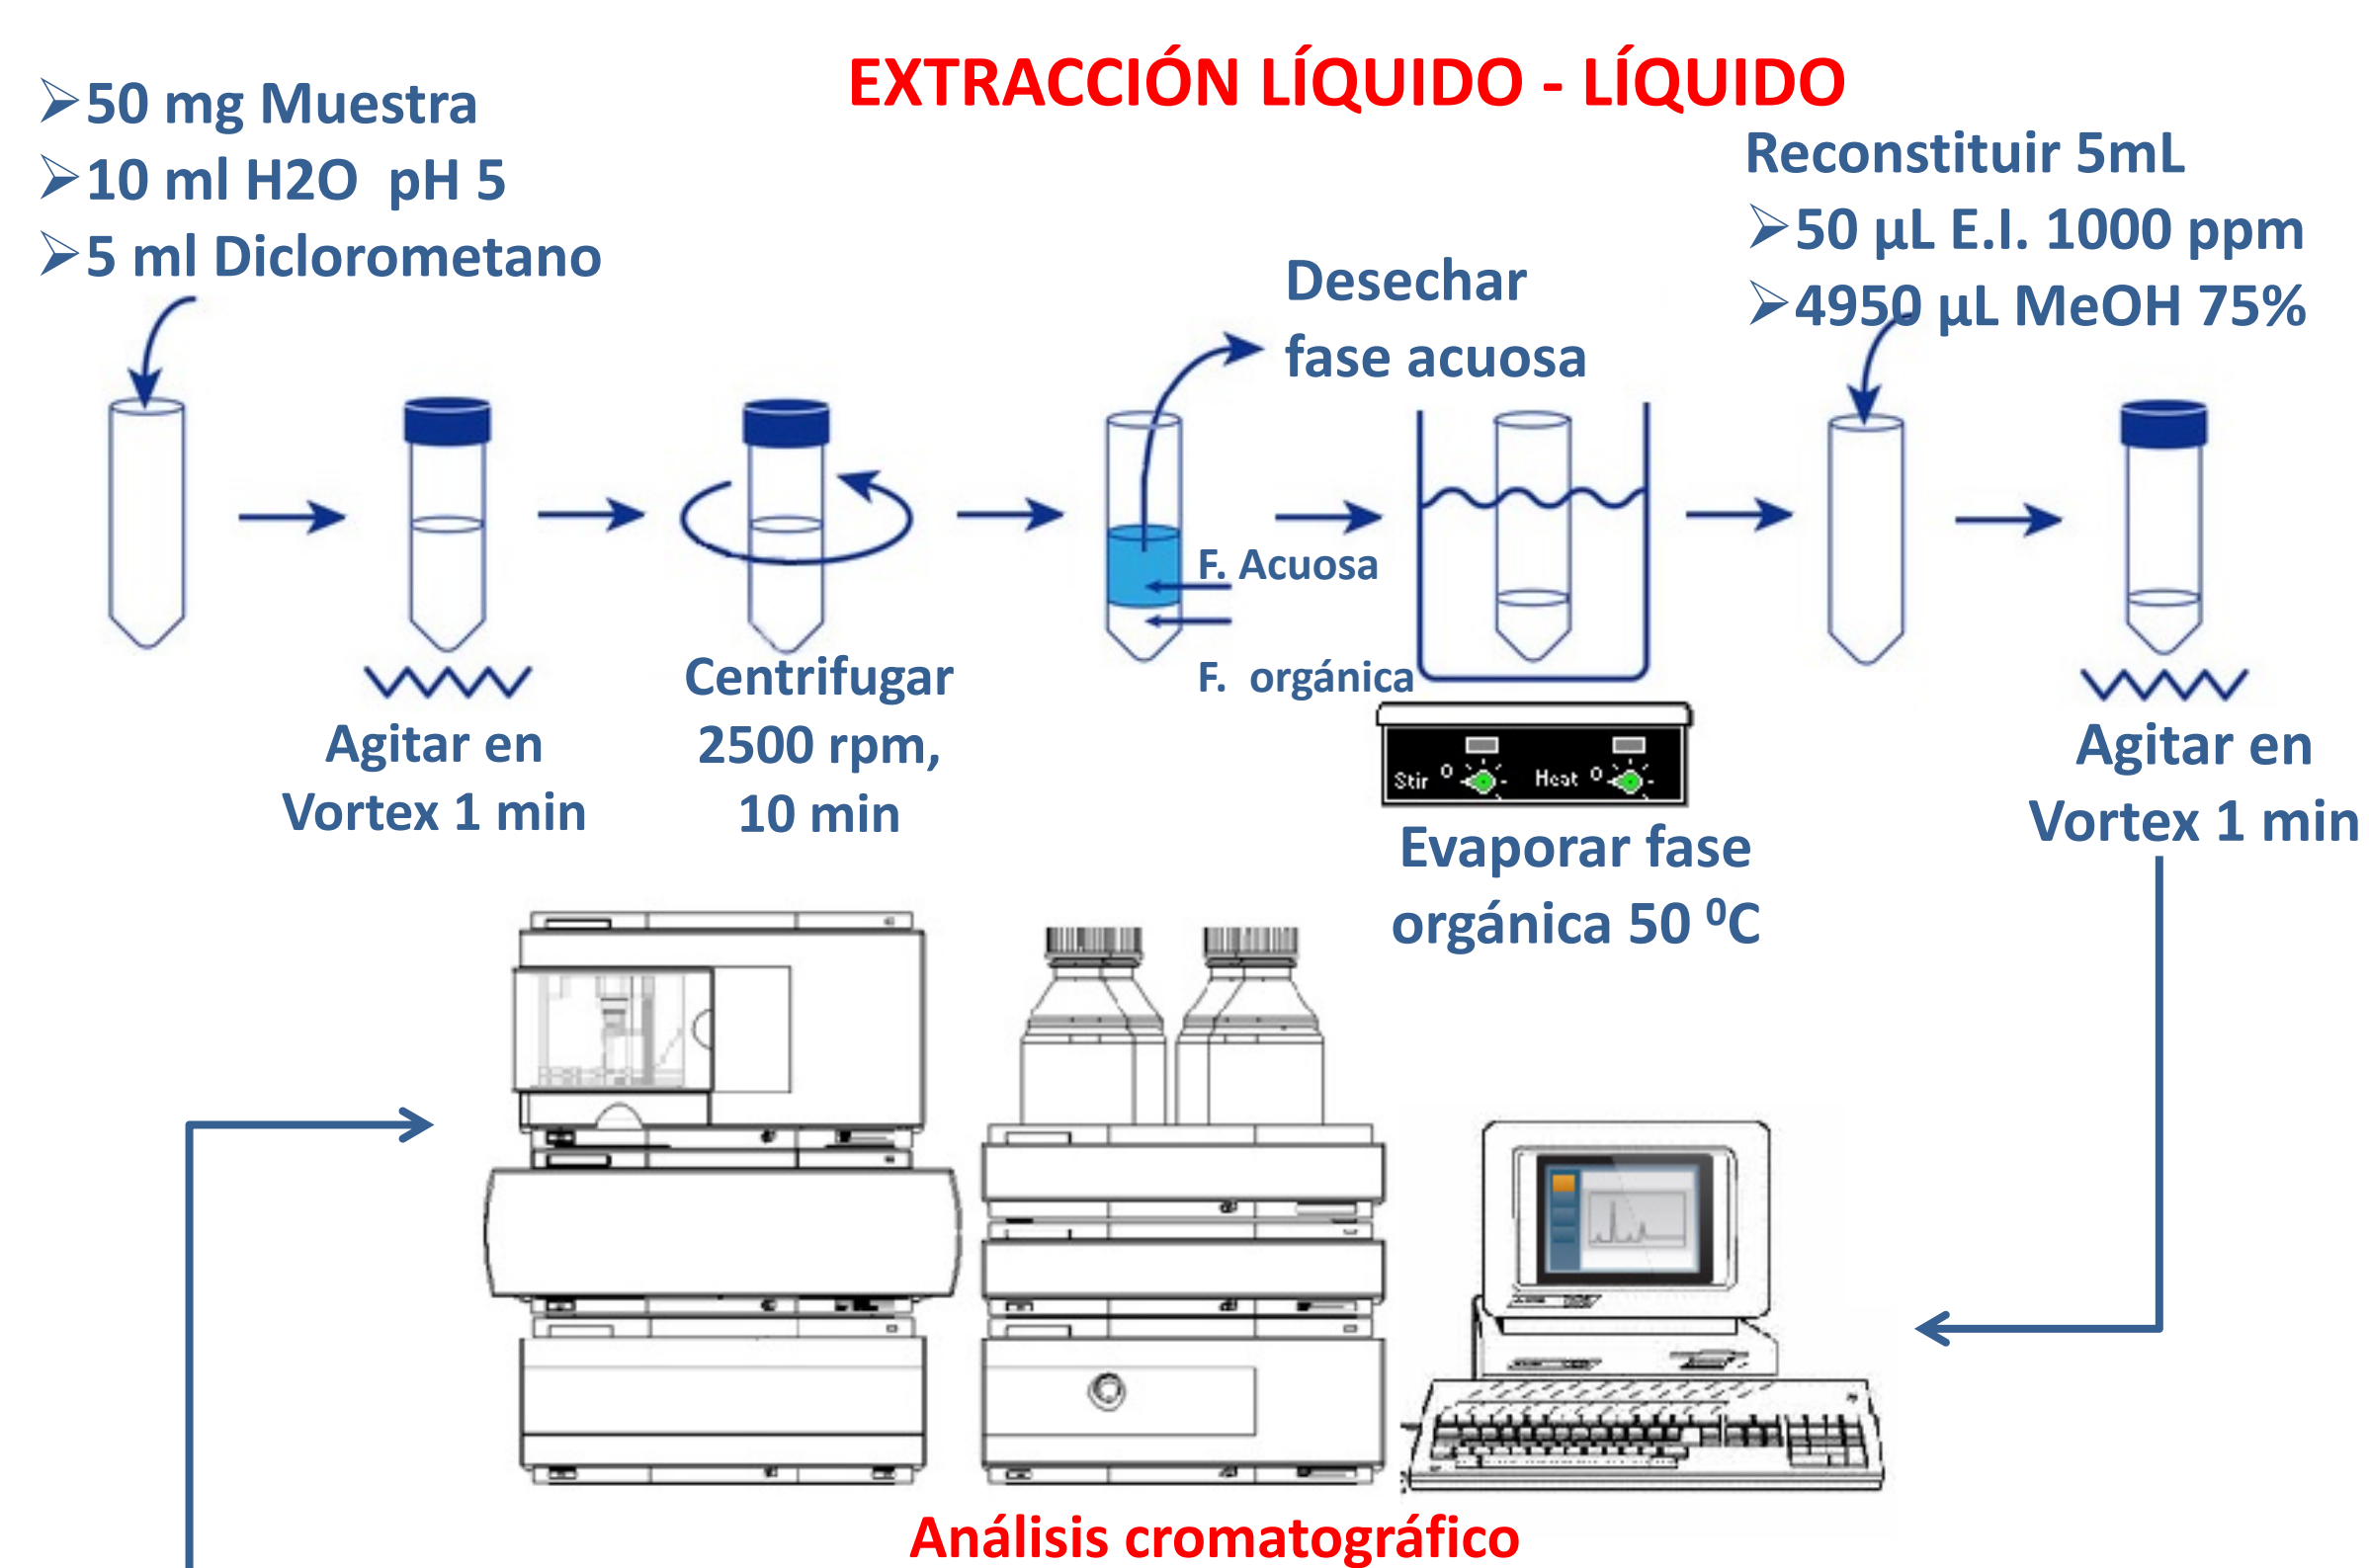 EXTRACCIÓN LÍQUIDO - LÍQUIDO
➢50 mg Muestra
➢10 ml H2O  pH 5
➢5 ml Diclorometano
Desechar
fase acuosa
Reconstituir 5mL
➢50 µL E.I. 1000 ppm
➢4950 µL MeOH 75%
F. Acuosa
F.  orgánica
Agitar en
Vortex 1 min
Centrifugar
2500 rpm,
10 min
Stir 0 Heat 0
Evaporar fase
orgánica 50 ⁰C
Agitar en
Vortex 1 min
Análisis cromatográfico